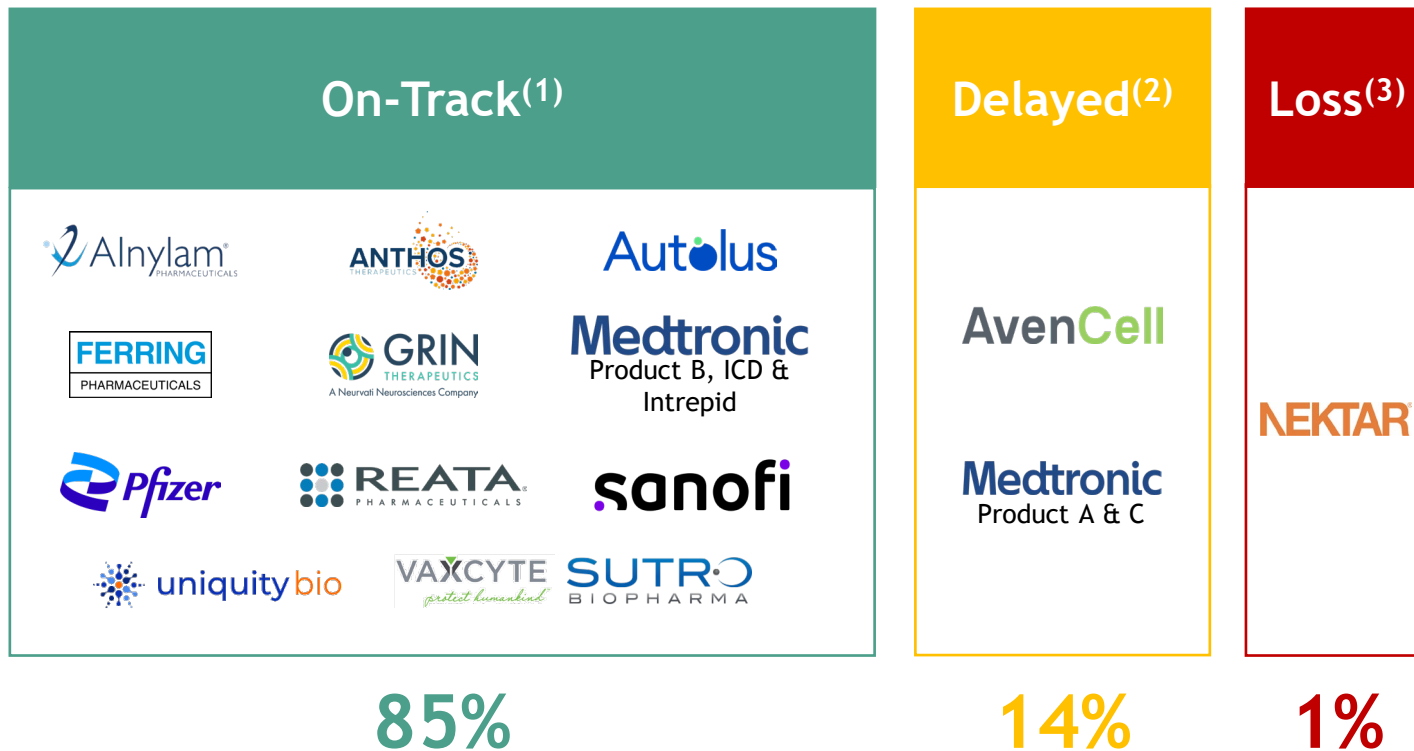 On-Track(1)
Delayed(2)
Loss(3)
Alnylam®
PHARMACEUTICALS
ANTHOS
THERAPEUTICS
Autolus
FERRING
PHARMACEUTICALS
GRIN
THERAPEUTICS
A Neurvati Neurosciences Company
Medtronic
Product B, ICD &
Intrepid
Pfizer
REATA®
PHARMACEUTICALS
sanofi
uniquity bio
VAXCYTE
protect humankind™
SUTRO
BIOPHARMA
AvenCell
Medtronic
Product A & C
NEKTAR®
85%
14%
1%